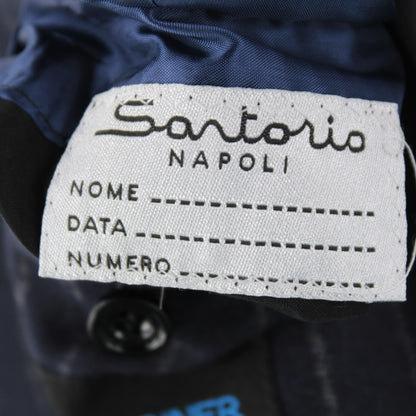 Sartorio
NAPOLI
NOME
DATA
NUMERO